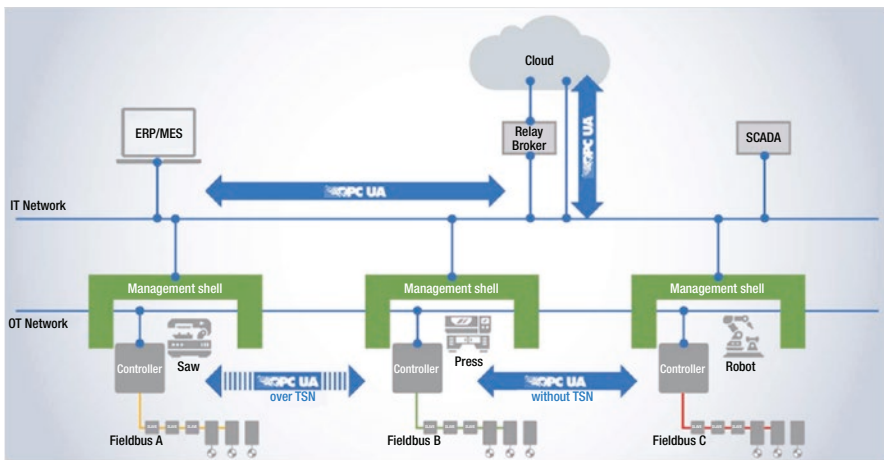 Cloud
ERP/MES
Relay
Broker
SCADA
OPC UA
OPC UA
IT Network
Management shell
Management shell
Management shell
OT Network
Controller
Saw
Controller
Press
Controller
Robot
OPC UA
over TSN
OPC UA
without TSN
Fieldbus A
Fieldbus B
Fieldbus C